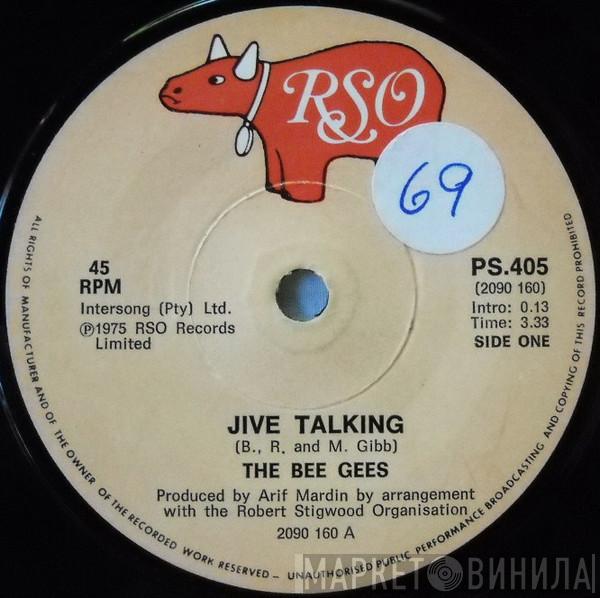 RSO
69
45
RPM
Intersong (Pty) Ltd.
℗1975 RSO Records
Limited
PS.405
(2090 160)
Intro: 0.13
Time: 3.33
SIDE ONE
JIVE TALKING
(B., R. and M. Gibb)
THE BEE GEES
Produced by Arif Mardin by arrangement
with the Robert Stigwood Organisation
2090 160 A
ALL RIGHTS OF MANUFACTURER AND OF THE OWNER OF THE RECORDED WORK RESERVED – UNAUTHORISED PUBLIC PERFORMANCE BROADCASTING AND COPYING OF THIS RECORD PROHIBITED
МАРКЕТ ВИНИЛА